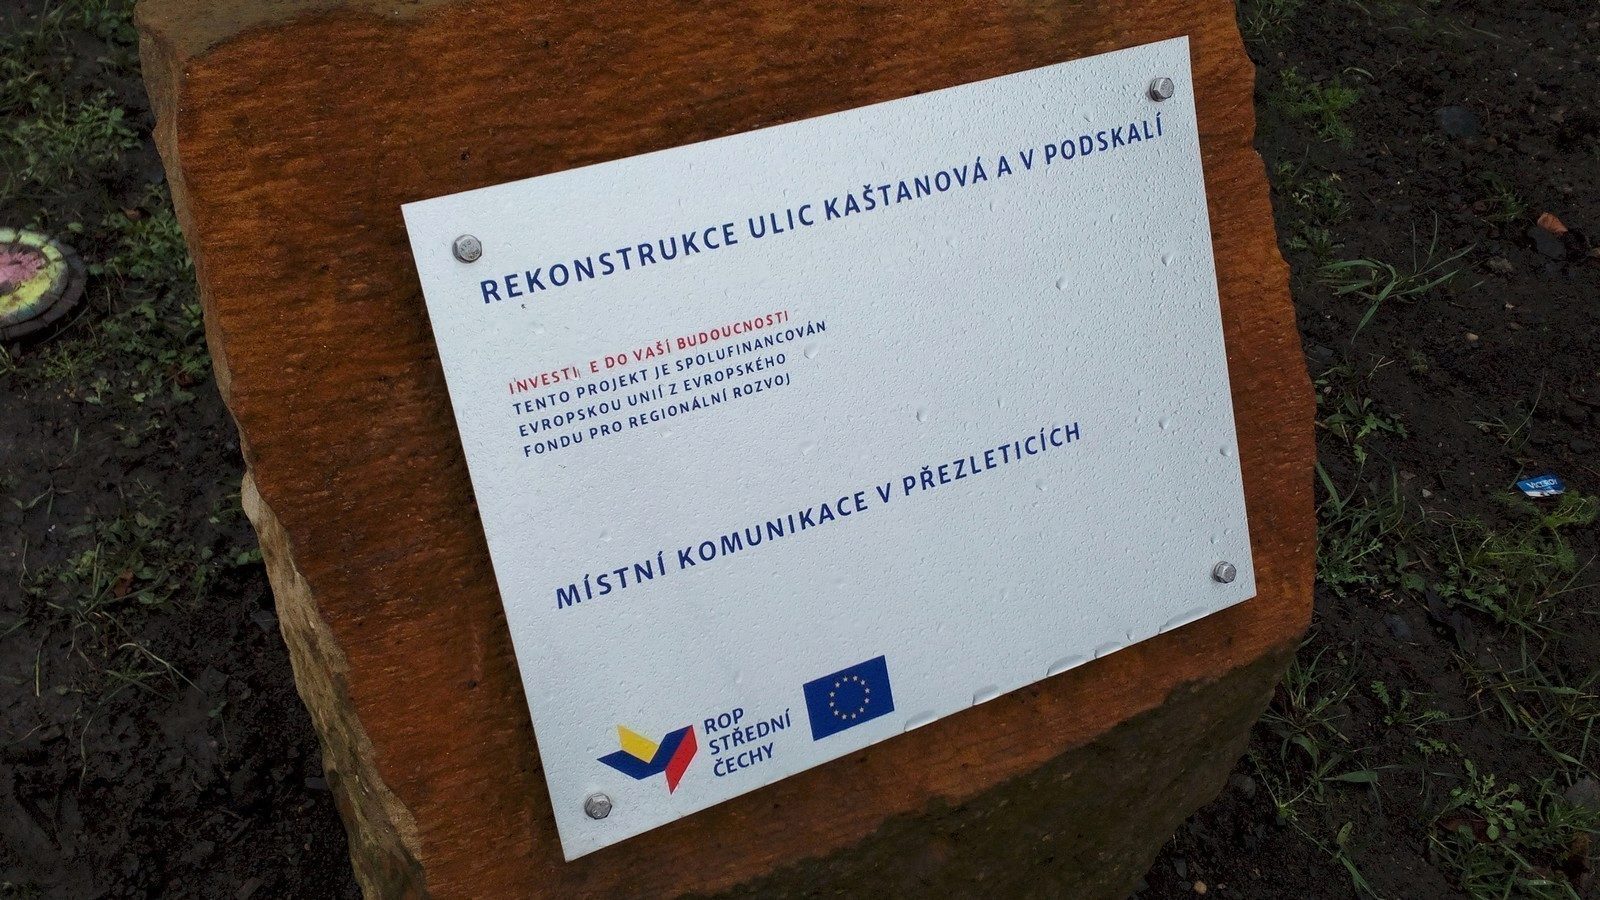 REKONSTRUKCE ULIC KAŠTANOVÁ A V PODSKALÍ
INVESTI E DO VAŠÍ BUDOUCNOSTI
TENTO PROJEKT JE SPOLUFINANCOVÁN
EVROPSKOU UNIÍ Z EVROPSKÉHO
FONDU PRO REGIONÁLNÍ ROZVOJ
MÍSTNÍ KOMUNIKACE V PŘEZLETICÍCH
ROP
STŘEDNÍ
ČECHY